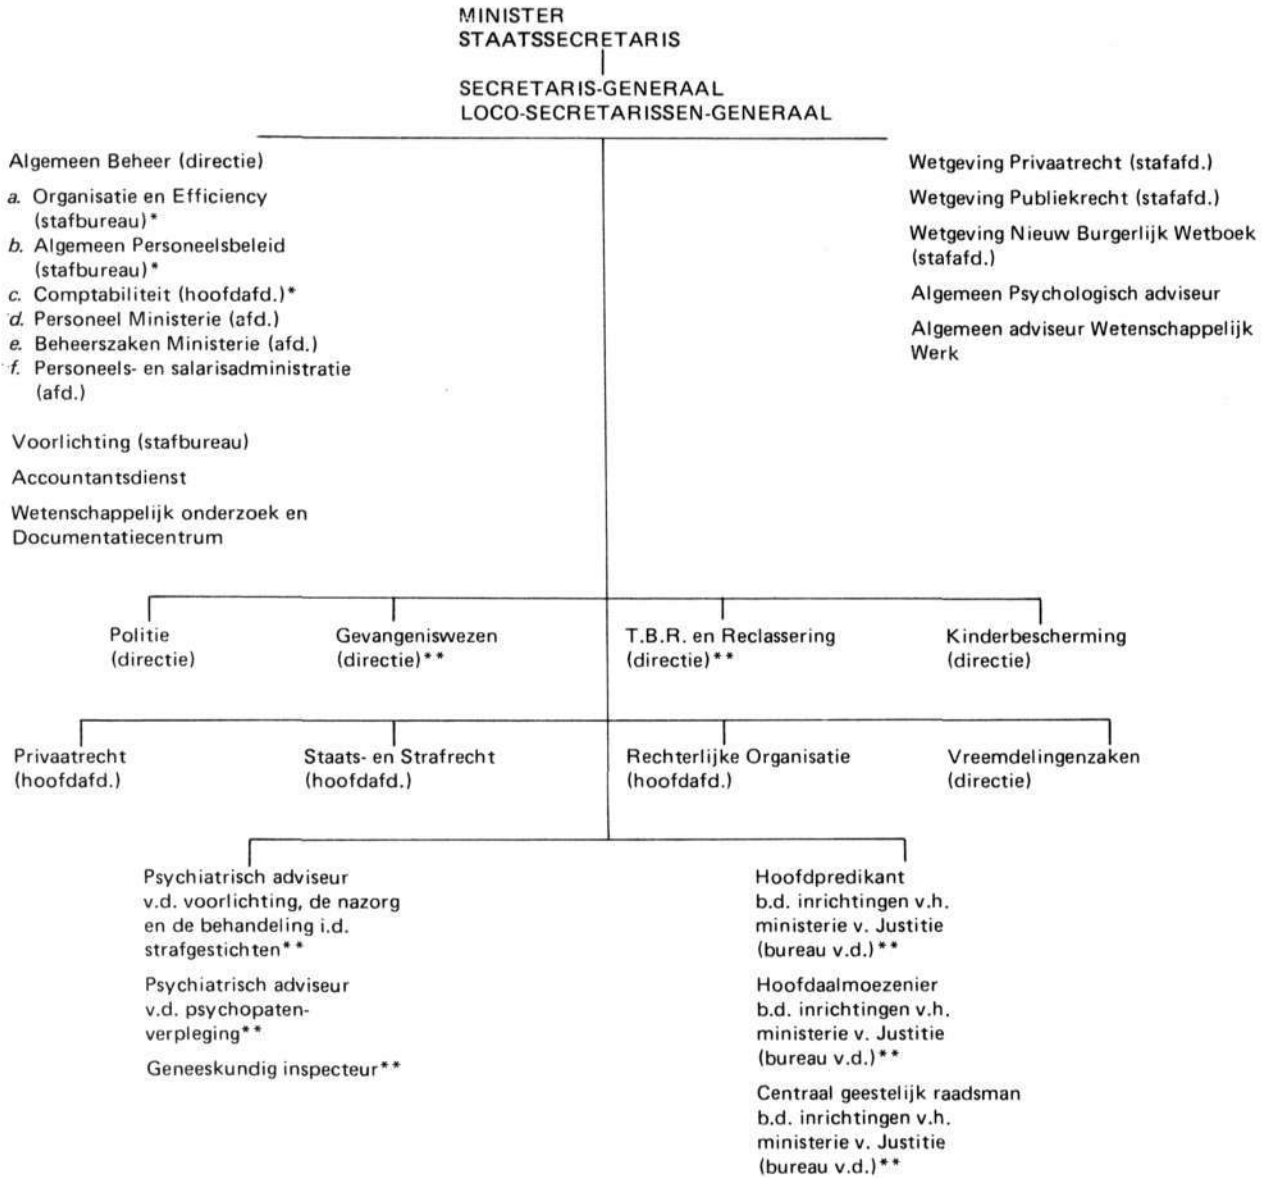 MINISTER
STAATSSECRETARIS
SECRETARIS-GENERAAL
LOCO-SECRETARISSEN-GENERAAL
Algemeen Beheer (directie)
a. Organisatie en Efficiency
(stafbureau)*
b. Algemeen Personeelsbeleid
(stafbureau)*
c. Comptabiliteit (hoofdafd.)*
d. Personeel Ministerie (afd.)
e. Beheerszaken Ministerie (afd.)
f. Personeels- en salarisadministratie
(afd.)
Voorlichting (stafbureau)
Accountantsdienst
Wetenschappelijk onderzoek en
Documentatiecentrum
Wetgeving Privaatrecht (stafafd.)
Wetgeving Publiekrecht (stafafd.)
Wetgeving Nieuw Burgerlijk Wetboek
(stafafd.)
Algemeen Psychologisch adviseur
Algemeen adviseur Wetenschappelijk
Werk
Politie
(directie)
Gevangeniswezen
(directie)**
T.B.R. en Reclassering
(directie)**
Kinderbescherming
(directie)
Privaatrecht
(hoofdafd.)
Staats- en Strafrecht
(hoofdafd.)
Rechterlijke Organisatie
(hoofdafd.)
Vreemdelingenzaken
(directie)
Psychiatrisch adviseur
v.d. voorlichting, de nazorg
en de behandeling i.d.
strafgestichten**
Psychiatrisch adviseur
v.d. psychopaten-
verpleging**
Geneeskundig inspecteur**
Hoofdpredikant
b.d. inrichtingen v.h.
ministerie v. Justitie
(bureau v.d.)**
Hoofdaalmoezenier
b.d. inrichtingen v.h.
ministerie v. Justitie
(bureau v.d.)**
Centraal geestelijk raadsman
b.d. inrichtingen v.h.
ministerie v. Justitie
(bureau v.d.)**